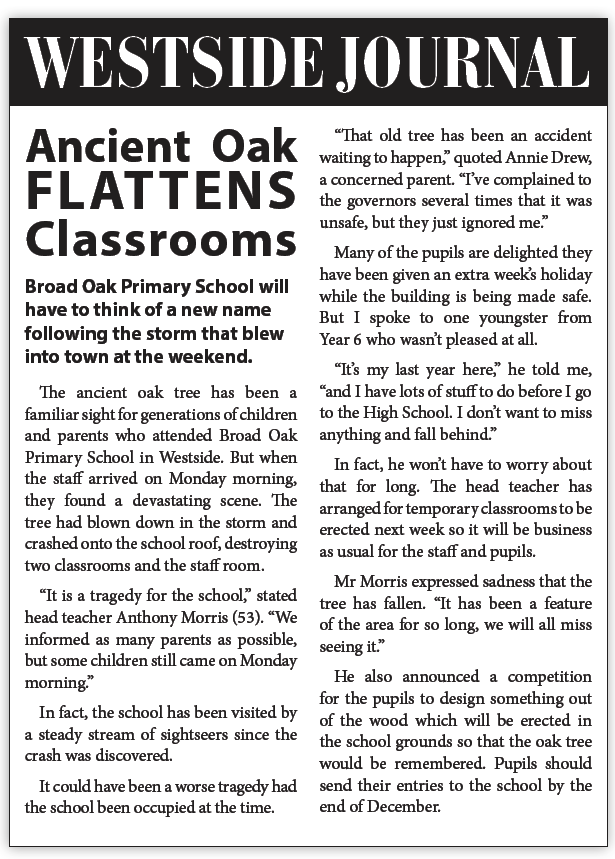 WESTSIDE JOURNAL
Ancient Oak
FLATTENS
Classrooms
Broad Oak Primary School will
have to think of a new name
following the storm that blew
into town at the weekend.
The ancient oak tree has been a
familiar sight for generations of children
and parents who attended Broad Oak
Primary School in Westside. But when
the staff arrived on Monday morning,
they found a devastating scene. The
tree had blown down in the storm and
crashed onto the school roof, destroying
two classrooms and the staff room.
“It is a tragedy for the school,” stated
head teacher Anthony Morris (53). “We
informed as many parents as possible,
but some children still came on Monday
morning.”
In fact, the school has been visited by
a steady stream of sightseers since the
crash was discovered.
It could have been a worse tragedy had
the school been occupied at the time.
“That old tree has been an accident
waiting to happen,” quoted Annie Drew,
a concerned parent. “I’ve complained to
the governors several times that it was
unsafe, but they just ignored me.”
Many of the pupils are delighted they
have been given an extra week’s holiday
while the building is being made safe.
But I spoke to one youngster from
Year 6 who wasn’t pleased at all.
“It’s my last year here,” he told me,
“and I have lots of stuff to do before I go
to the High School. I don’t want to miss
anything and fall behind.”
In fact, he won’t have to worry about
that for long. The head teacher has
arranged for temporary classrooms to be
erected next week so it will be business
as usual for the staff and pupils.
Mr Morris expressed sadness that the
tree has fallen. “It has been a feature
of the area for so long, we will all miss
seeing it.”
He also announced a competition
for the pupils to design something out
of the wood which will be erected in
the school grounds so that the oak tree
would be remembered. Pupils should
send their entries to the school by the
end of December.